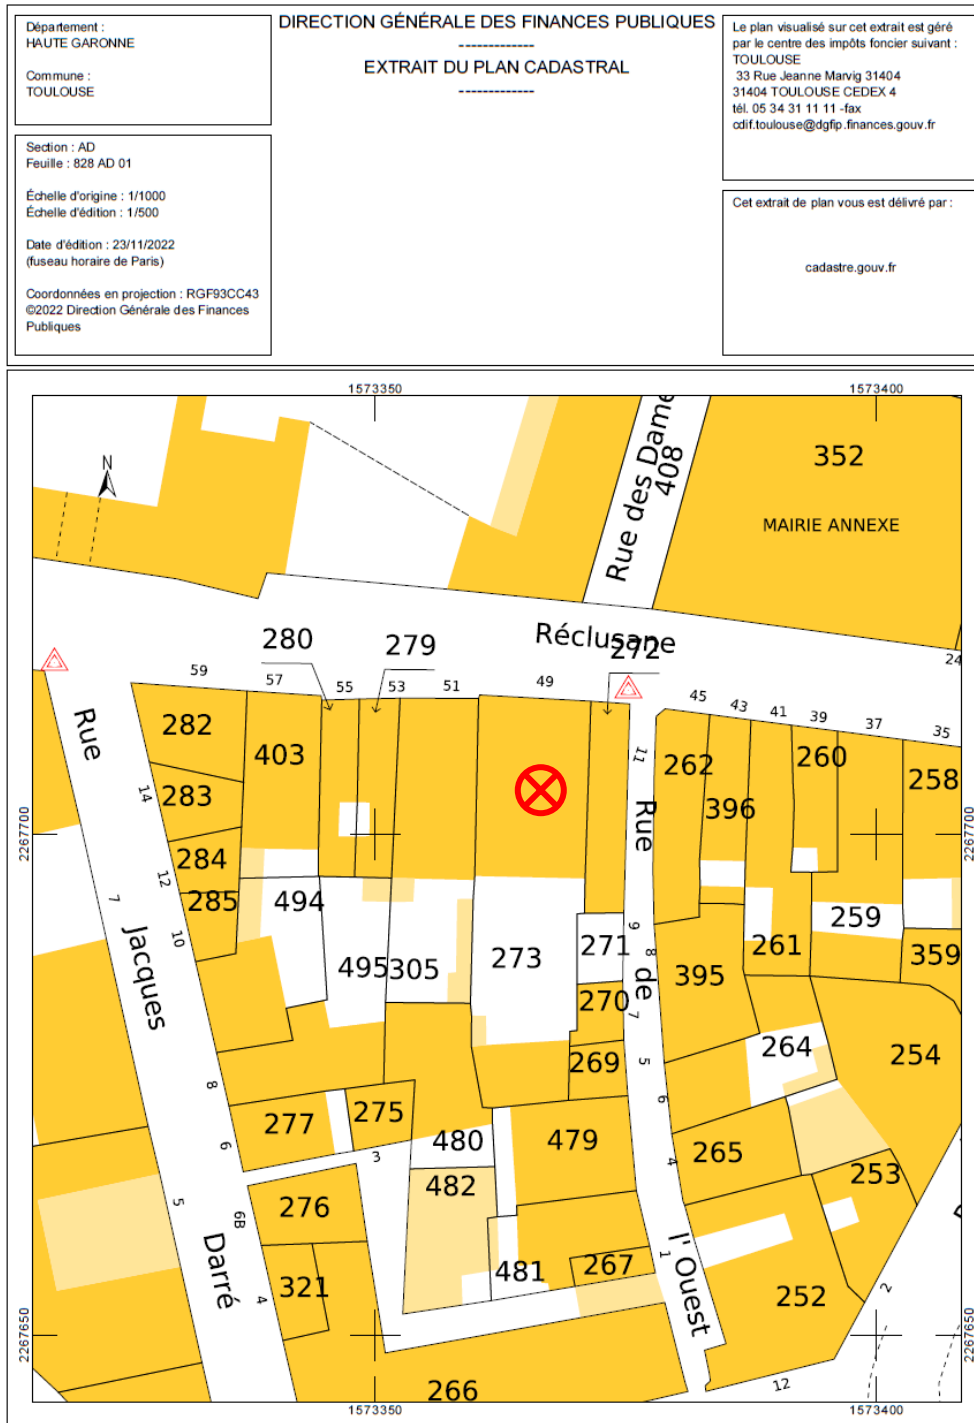 Département :
HAUTE GARONNE
Commune :
TOULOUSE
Section : AD
Feuille : 828 AD 01
Échelle d'origine : 1/1000
Échelle d'édition : 1/500
Date d'édition : 23/11/2022
(fuseau horaire de Paris)
Coordonnées en projection : RGF93CC43
©2022 Direction Générale des Finances
Publiques
DIRECTION GÉNÉRALE DES FINANCES PUBLIQUES
-------------
EXTRAIT DU PLAN CADASTRAL
-------------
Le plan visualisé sur cet extrait est géré
par le centre des impôts foncier suivant :
TOULOUSE
33 Rue Jeanne Marvig 31404
31404 TOULOUSE CEDEX 4
tél. 05 34 31 11 11 -fax
cdif.toulouse@dgfip.finances.gouv.fr
Cet extrait de plan vous est délivré par :
cadastre.gouv.fr
1573350
1573400
N
Rue des Dame
408
352
MAIRIE ANNEXE
Réclusane
280
279
272
24
59
57
55
53
51
49
45
43
41
39
37
35
Rue
282
403
11
262
260
258
14
283
396
2267700
Rue
2267700
284
12
285
494
7
10
Jacques
495
305
273
9
271
8
261
259
359
de
395
270
7
264
254
269
5
8
6
277
275
480
479
6
3
4
265
482
253
5
276
6B
Darré
4
321
481
267
1
l'Ouest
252
2
2267650
2267650
266
12
1573350
1573400